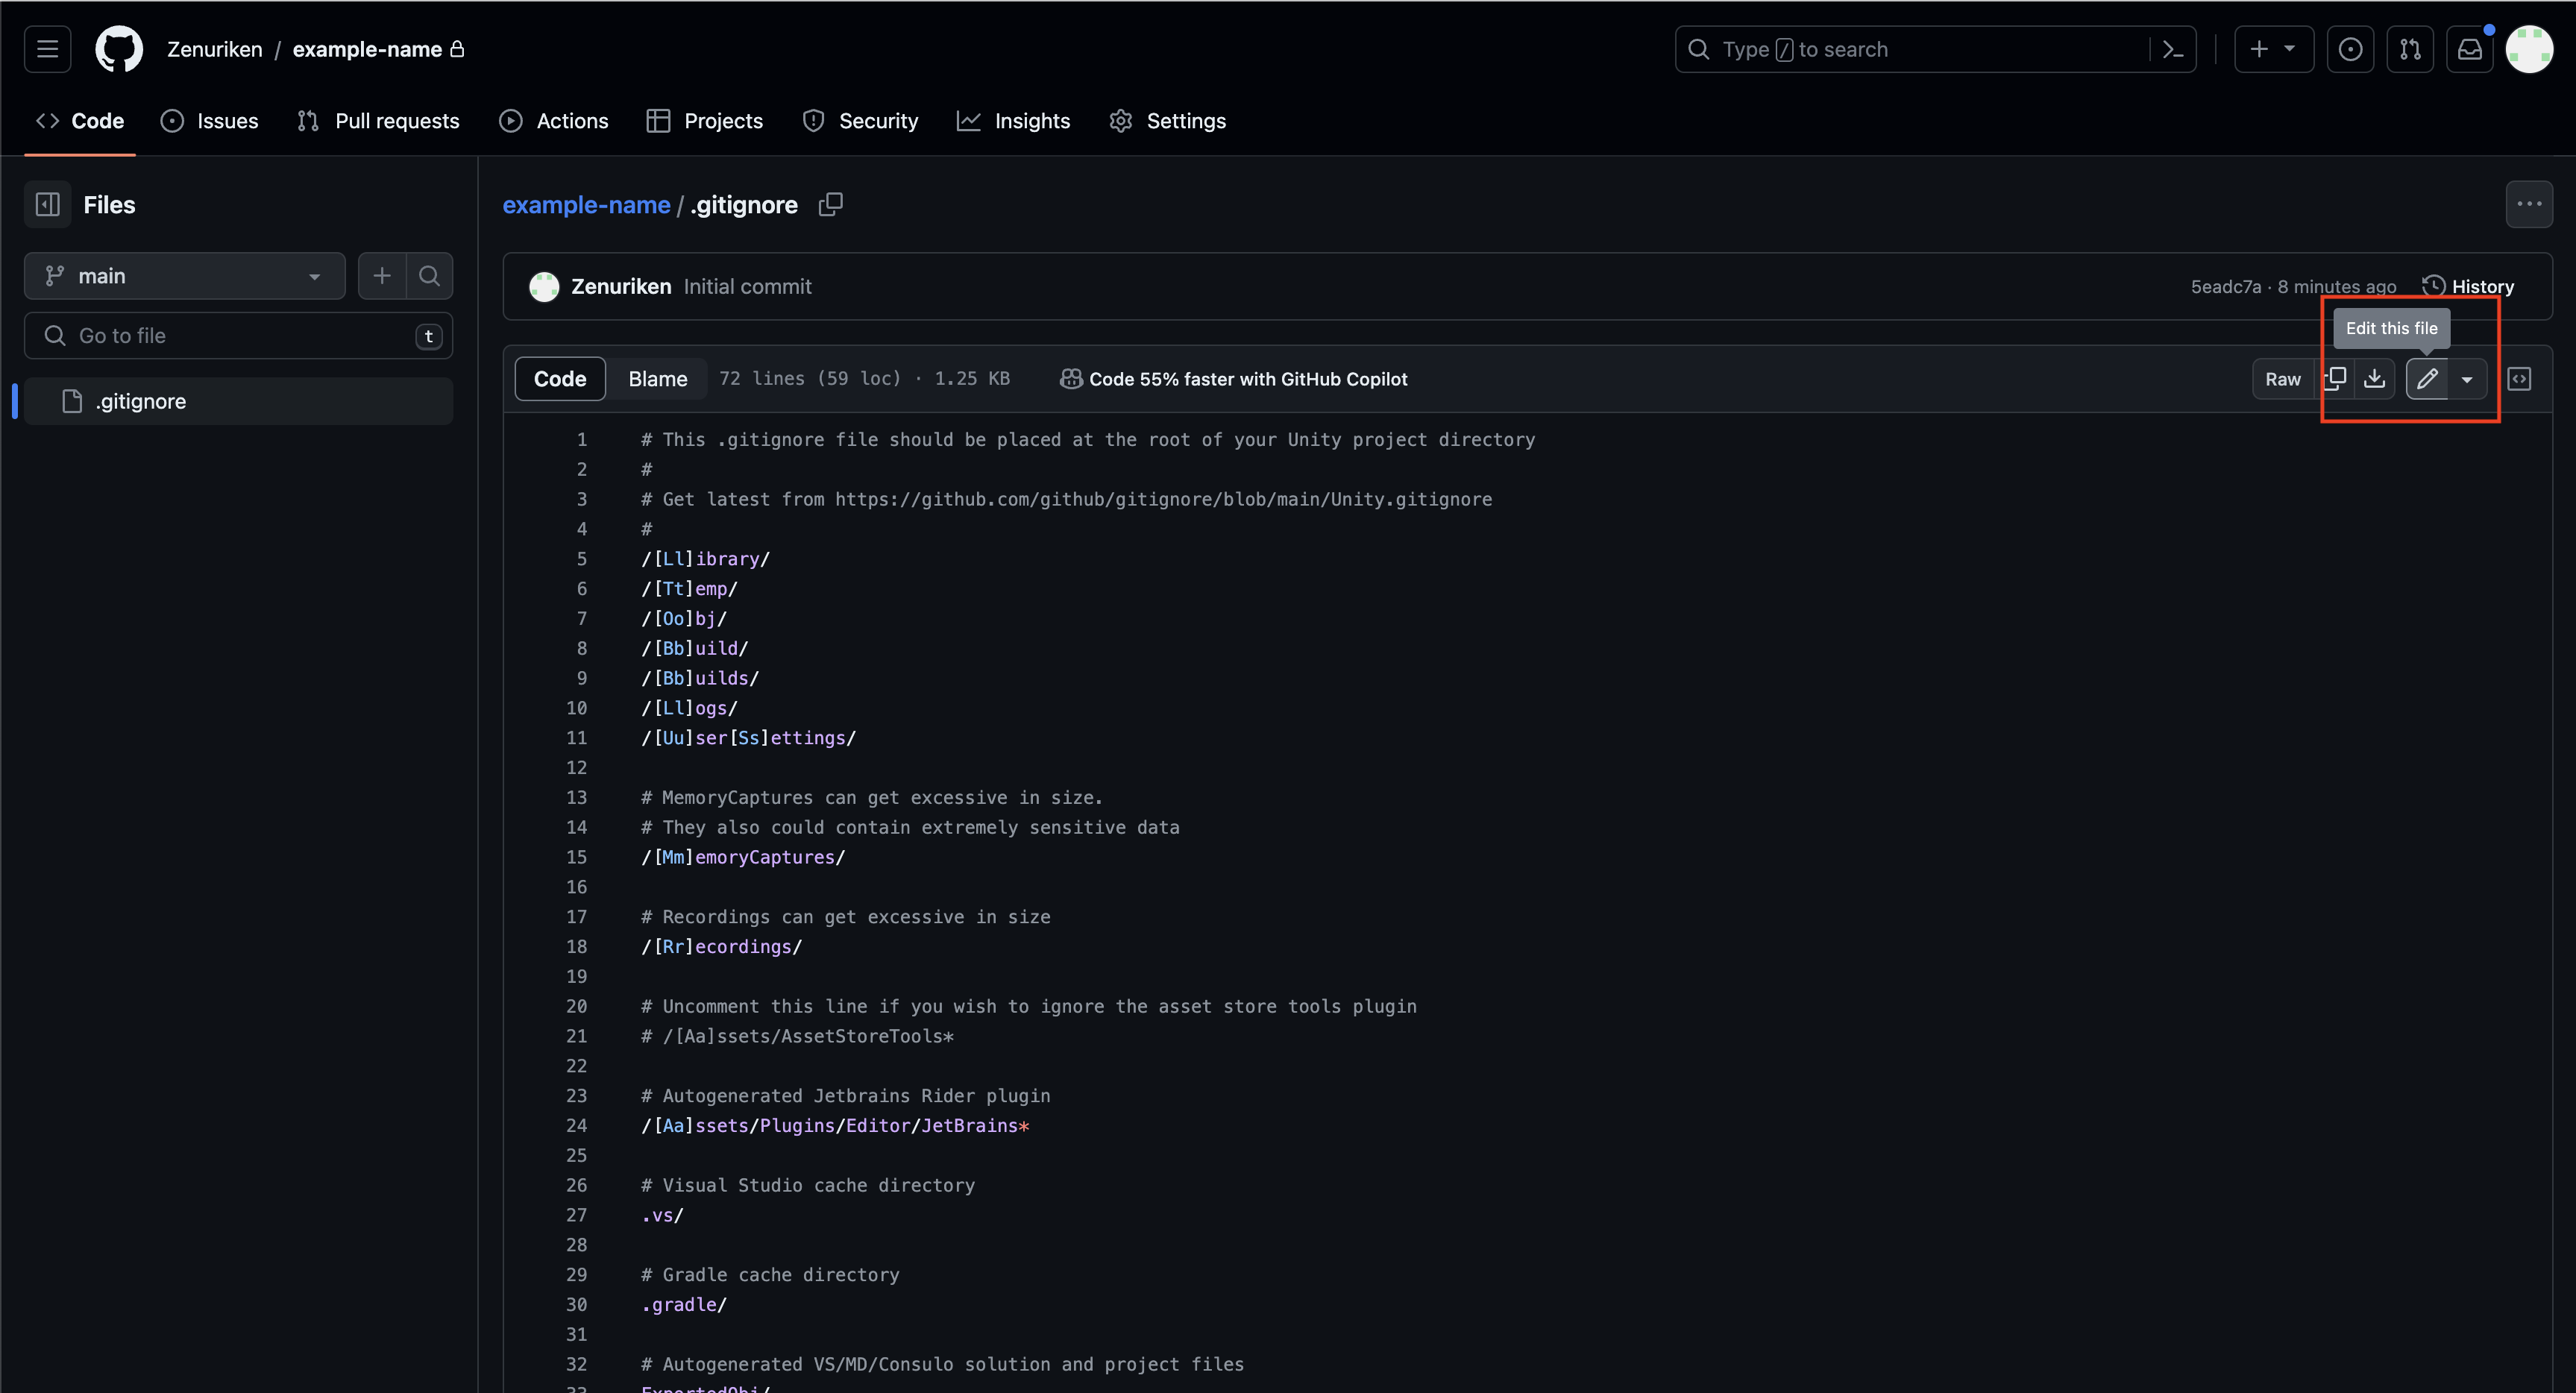 Zenuriken / example-name
Type / to search
Code Issues Pull requests Actions Projects Security Insights Settings
Files
main
Go to file t
.gitignore
example-name / .gitignore
Zenuriken Initial commit 5eadc7a · 8 minutes ago History
Edit this file
Code Blame 72 lines (59 loc) · 1.25 KB Code 55% faster with GitHub Copilot Raw
1 # This .gitignore file should be placed at the root of your Unity project directory
2 #
3 # Get latest from https://github.com/github/gitignore/blob/main/Unity.gitignore
4 #
5 /[Ll]ibrary/
6 /[Tt]emp/
7 /[Oo]bj/
8 /[Bb]uild/
9 /[Bb]uilds/
10 /[Ll]ogs/
11 /[Uu]ser[Ss]ettings/
12
13 # MemoryCaptures can get excessive in size.
14 # They also could contain extremely sensitive data
15 /[Mm]emoryCaptures/
16
17 # Recordings can get excessive in size
18 /[Rr]ecordings/
19
20 # Uncomment this line if you wish to ignore the asset store tools plugin
21 # /[Aa]ssets/AssetStoreTools*
22
23 # Autogenerated Jetbrains Rider plugin
24 /[Aa]ssets/Plugins/Editor/JetBrains*
25
26 # Visual Studio cache directory
27 .vs/
28
29 # Gradle cache directory
30 .gradle/
31
32 # Autogenerated VS/MD/Consulo solution and project files
33 ExportedObj/